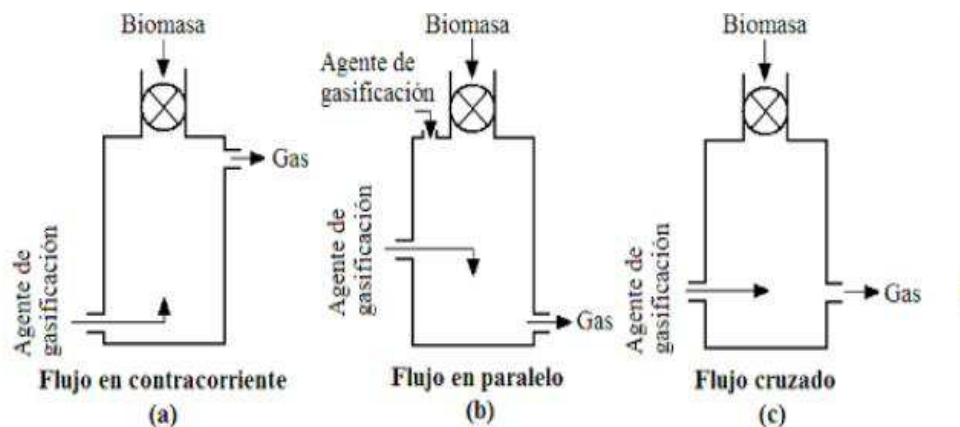 Biomasa
Gas
Agente de
gasificación
Flujo en contracorriente
(a)
Biomasa
Agente de
gasificación
Agente de
gasificación
Gas
Flujo en paralelo
(b)
Biomasa
Agente de
gasificación
Gas
Flujo cruzado
(c)